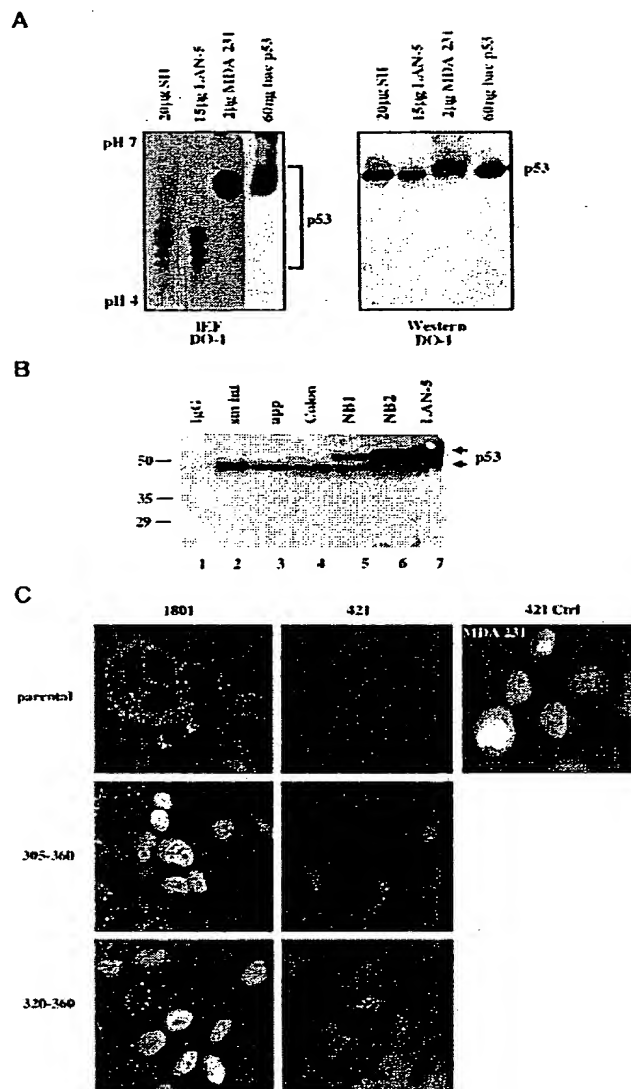 A
20µg SH 15µg LAN-5 2µg MDA 231 60ng bac p53
20µg SH 15µg LAN-5 2µg MDA 231 60ng bac p53
pH 7
p53
p53
pH 4
IEF
DO-1
Western
DO-1
B
IgG sm int app Colon NB1 NB2 LAN-5
50
p53
35
29
1 2 3 4 5 6 7
C
1801 421 421 Ctrl
parental
MDA 231
305-360
320-360